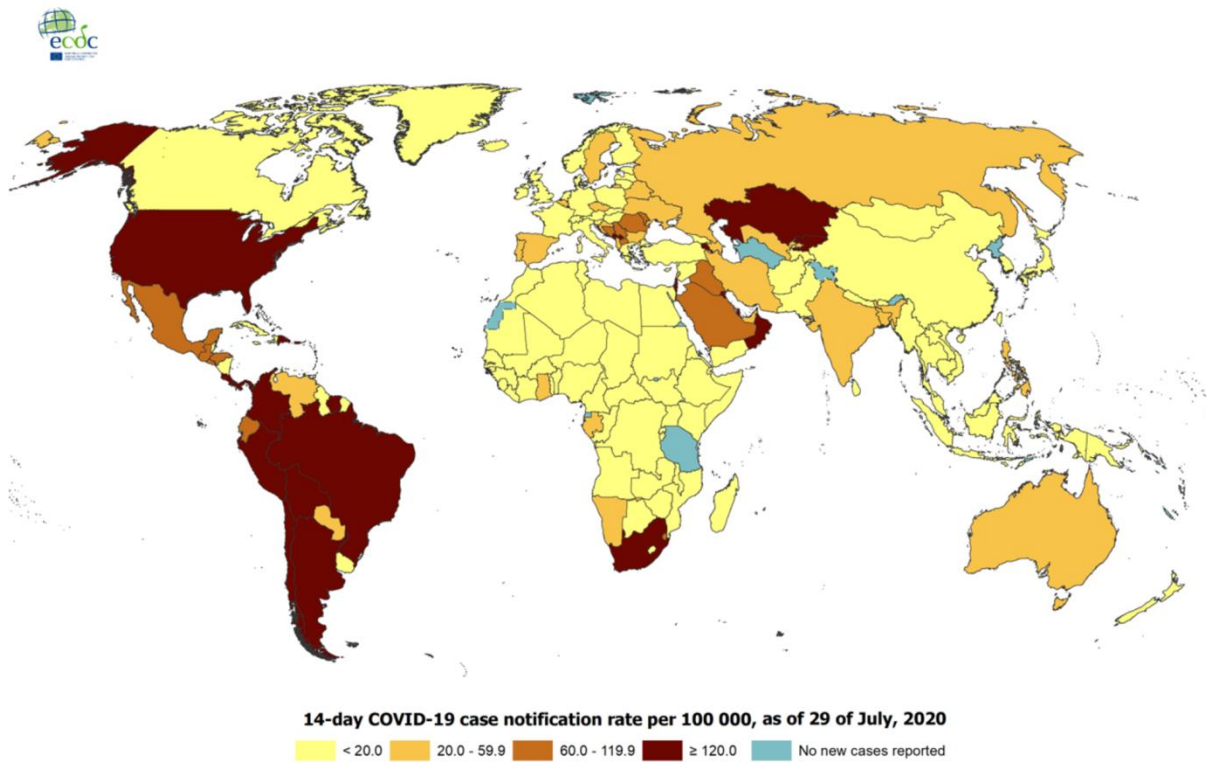 ecdc
14-day COVID-19 case notification rate per 100 000, as of 29 of July, 2020
< 20.0 20.0 - 59.9 60.0 - 119.9 ≥ 120.0 No new cases reported